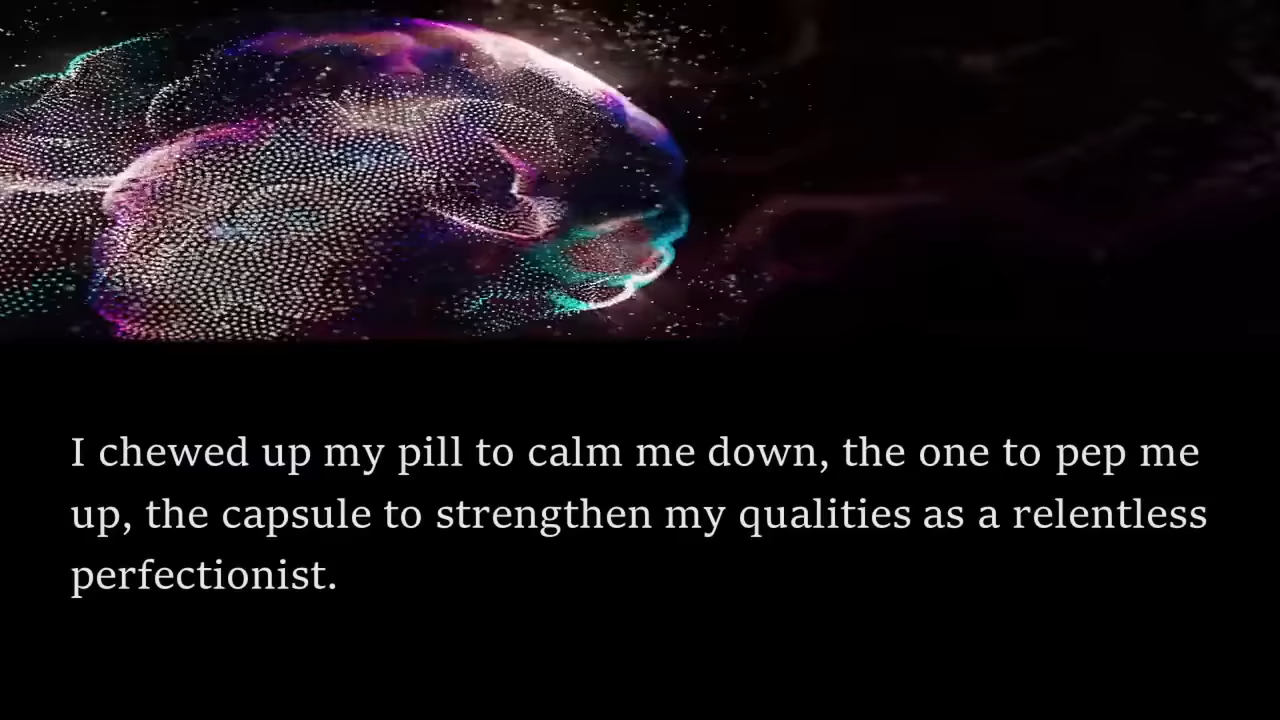 I chewed up my pill to calm me down, the one to pep me
up, the capsule to strengthen my qualities as a relentless
perfectionist.